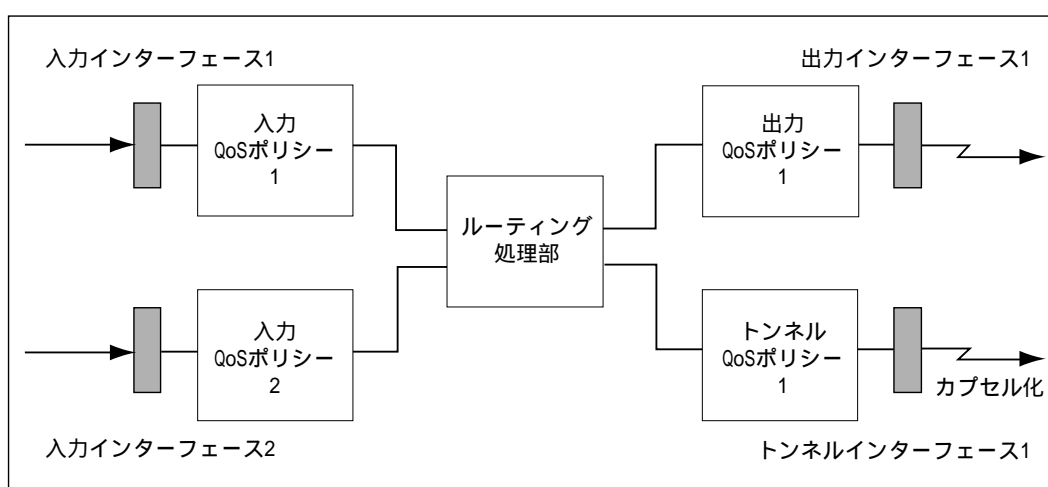 入力インターフェース1
出力インターフェース1
入力
QoSポリシー
1
出力
QoSポリシー
1
ルーティング
処理部
入力
QoSポリシー
2
トンネル
QoSポリシー
1
カプセル化
入力インターフェース2
トンネルインターフェース1